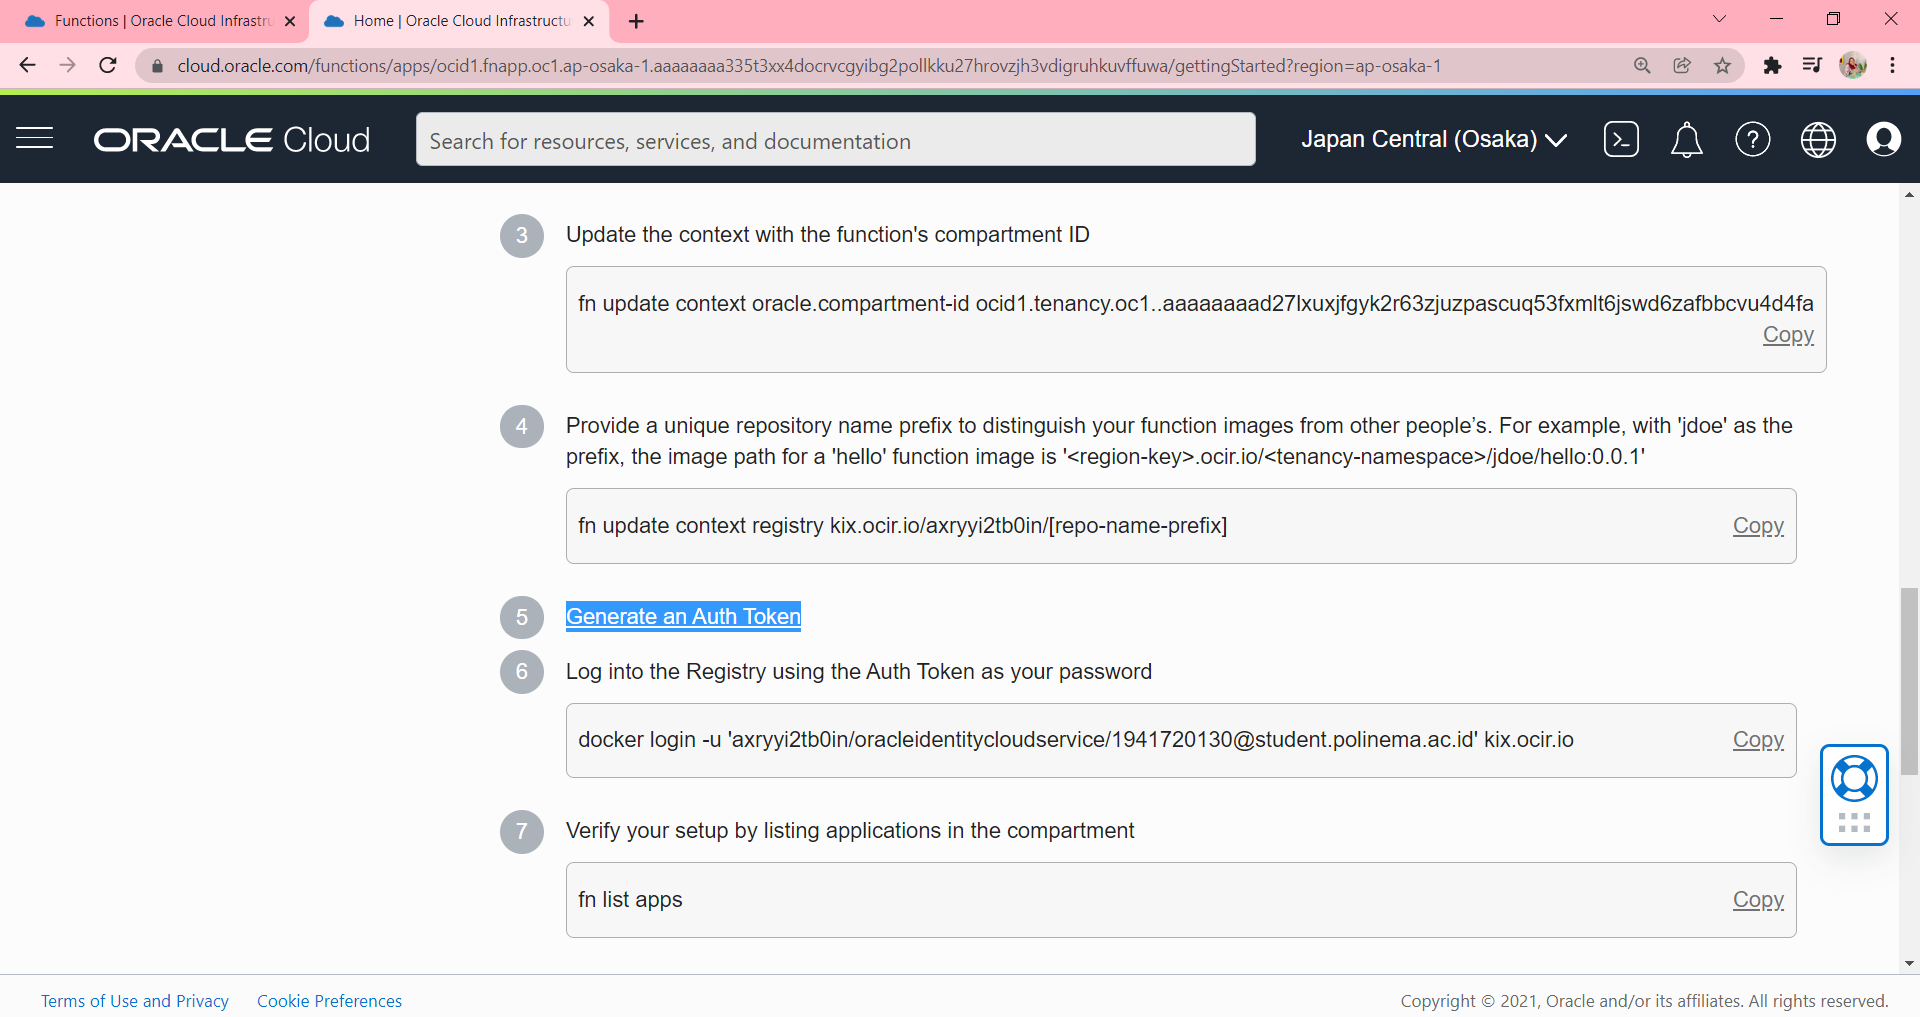 Functions | Oracle Cloud Infrastru
Home | Oracle Cloud Infrastructu
cloud.oracle.com/functions/apps/ocid1.fnapp.oc1.ap-osaka-1.aaaaaaaa335t3xx4docrvcgyibg2pollkku27hrovzjh3vdigruhkuvffuwa/gettingStarted?region=ap-osaka-1
ORACLE Cloud
Search for resources, services, and documentation
Japan Central (Osaka)
3 Update the context with the function's compartment ID
fn update context oracle.compartment-id ocid1.tenancy.oc1..aaaaaaaad27lxuxjfgyk2r63zjuzpascuq53fxmlt6jswd6zafbbcvu4d4fa
Copy
4 Provide a unique repository name prefix to distinguish your function images from other people’s. For example, with 'jdoe' as the
prefix, the image path for a 'hello' function image is '<region-key>.ocir.io/<tenancy-namespace>/jdoe/hello:0.0.1'
fn update context registry kix.ocir.io/axryyi2tb0in/[repo-name-prefix] Copy
5 Generate an Auth Token
6 Log into the Registry using the Auth Token as your password
docker login -u 'axryyi2tb0in/oracleidentitycloudservice/1941720130@student.polinema.ac.id' kix.ocir.io Copy
7 Verify your setup by listing applications in the compartment
fn list apps Copy
Terms of Use and Privacy Cookie Preferences Copyright © 2021, Oracle and/or its affiliates. All rights reserved.